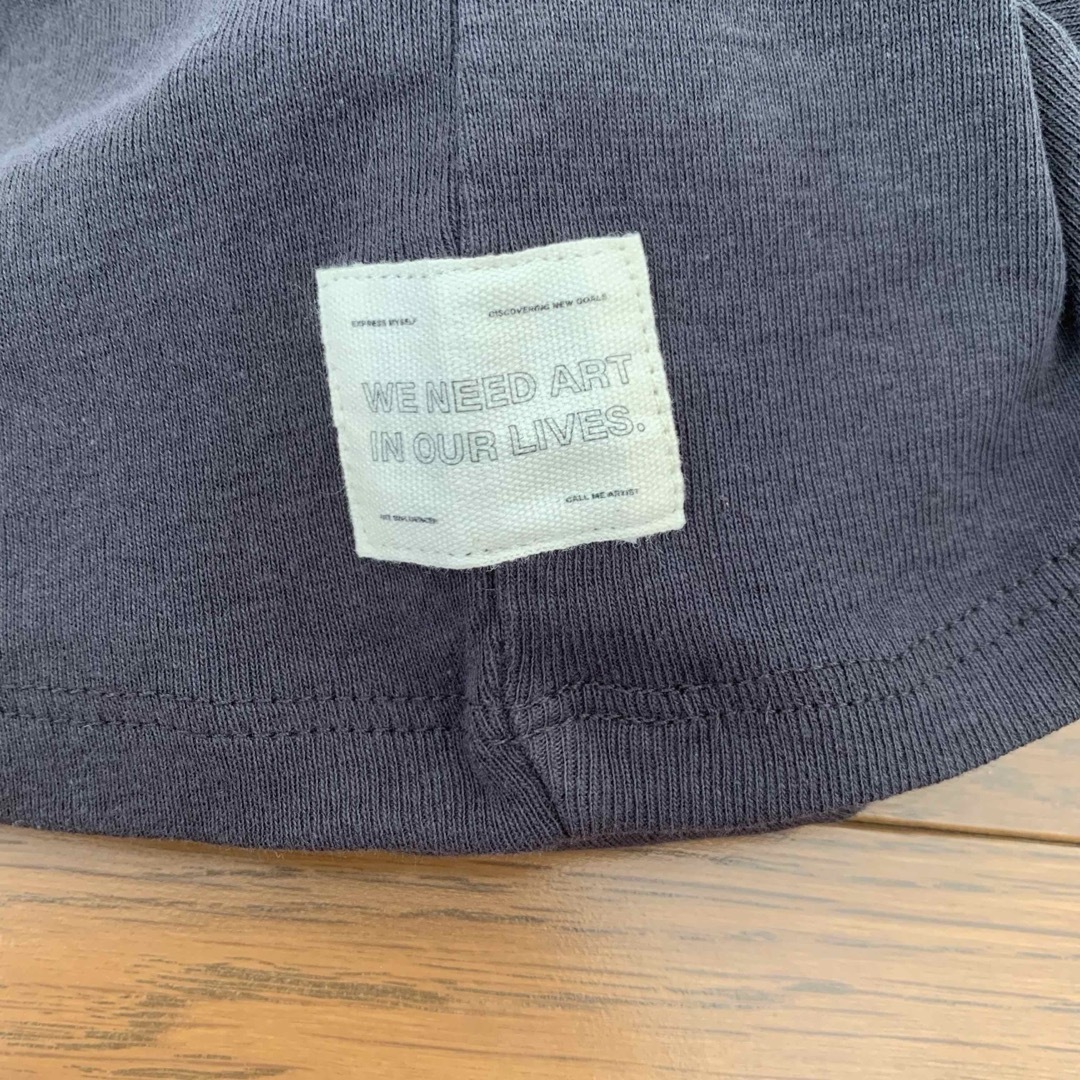 EXPRESS MYSELF
DISCOVERING NEW GOALS
WE NEED ART
IN OUR LIVES.
CALL ME ARTIST